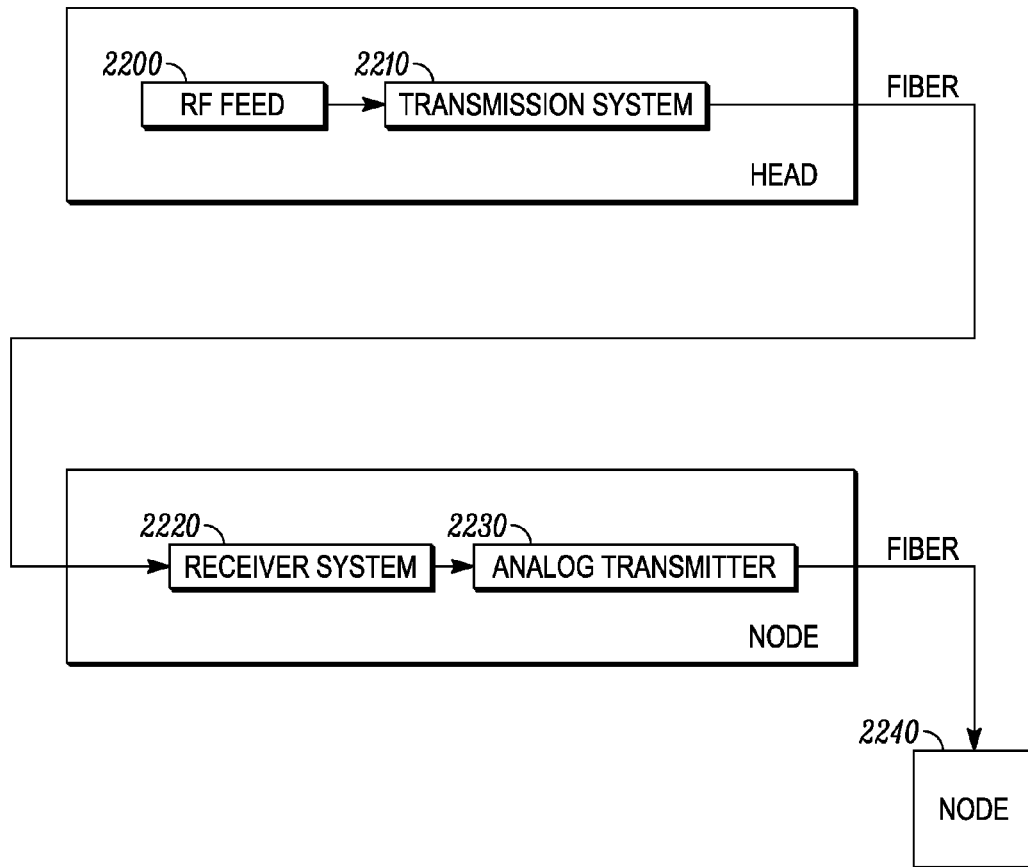 2200
2210
RF FEED
TRANSMISSION SYSTEM
FIBER
HEAD
2220
2230
RECEIVER SYSTEM
ANALOG TRANSMITTER
FIBER
NODE
2240
NODE